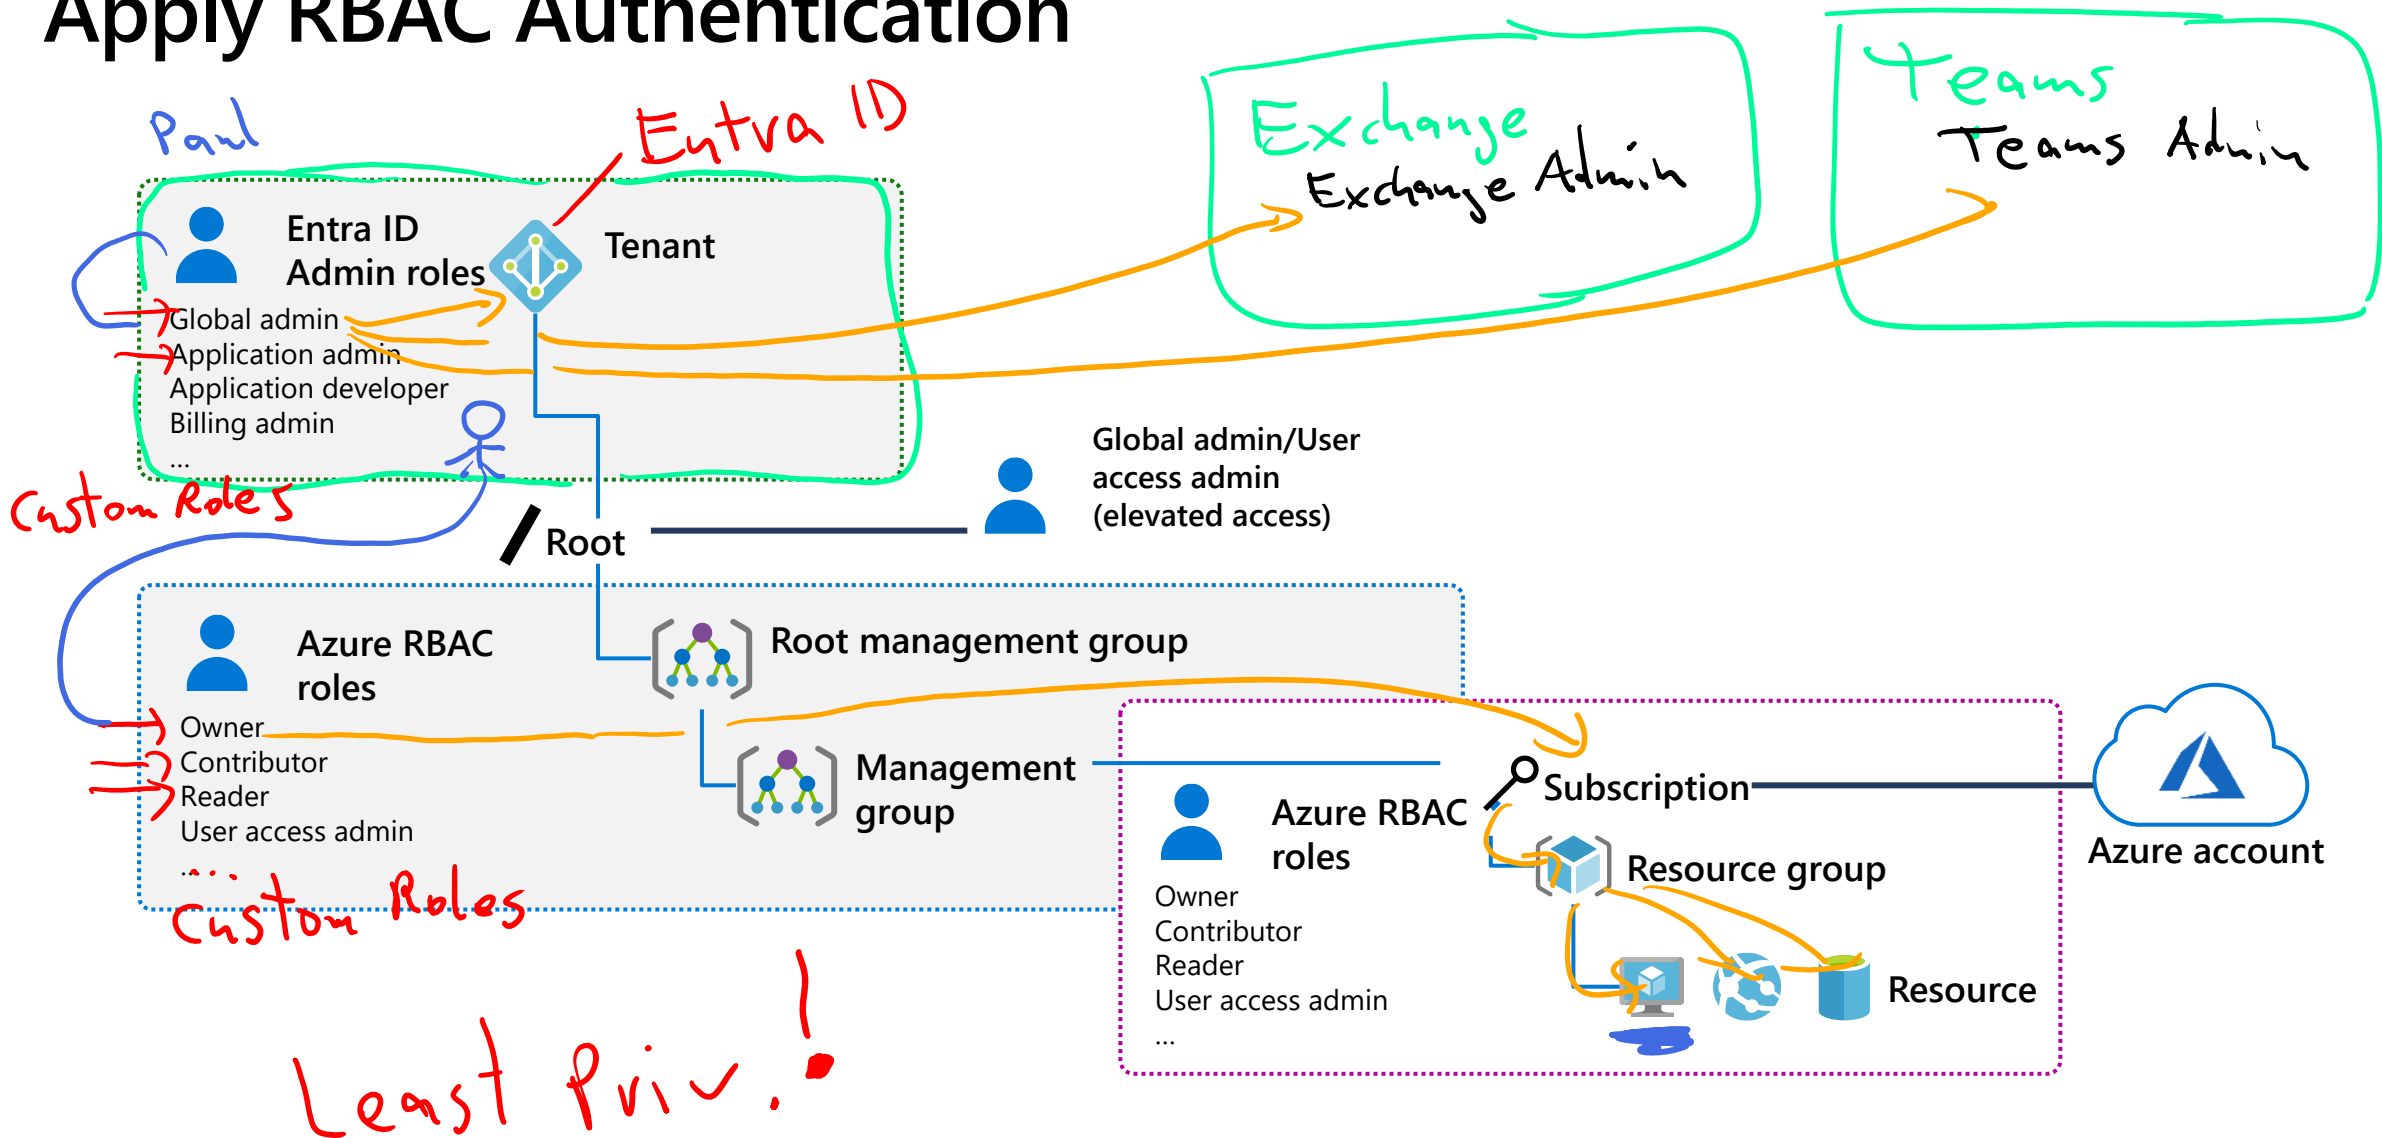 Apply RBAC Authentication
Paul
Entra ID
Exchange
Exchange Admin
Teams
Teams Admin
Entra ID
Admin roles
Tenant
Global admin
Application admin
Application developer
Billing admin
...
Custom Roles
Global admin/User
access admin
(elevated access)
Root
Azure RBAC
roles
Root management group
Owner
Contributor
Reader
User access admin
...
Custom Roles
Management
group
Subscription
Azure RBAC
roles
Resource group
Owner
Contributor
Reader
User access admin
...
Resource
Azure account
Least Priv.!